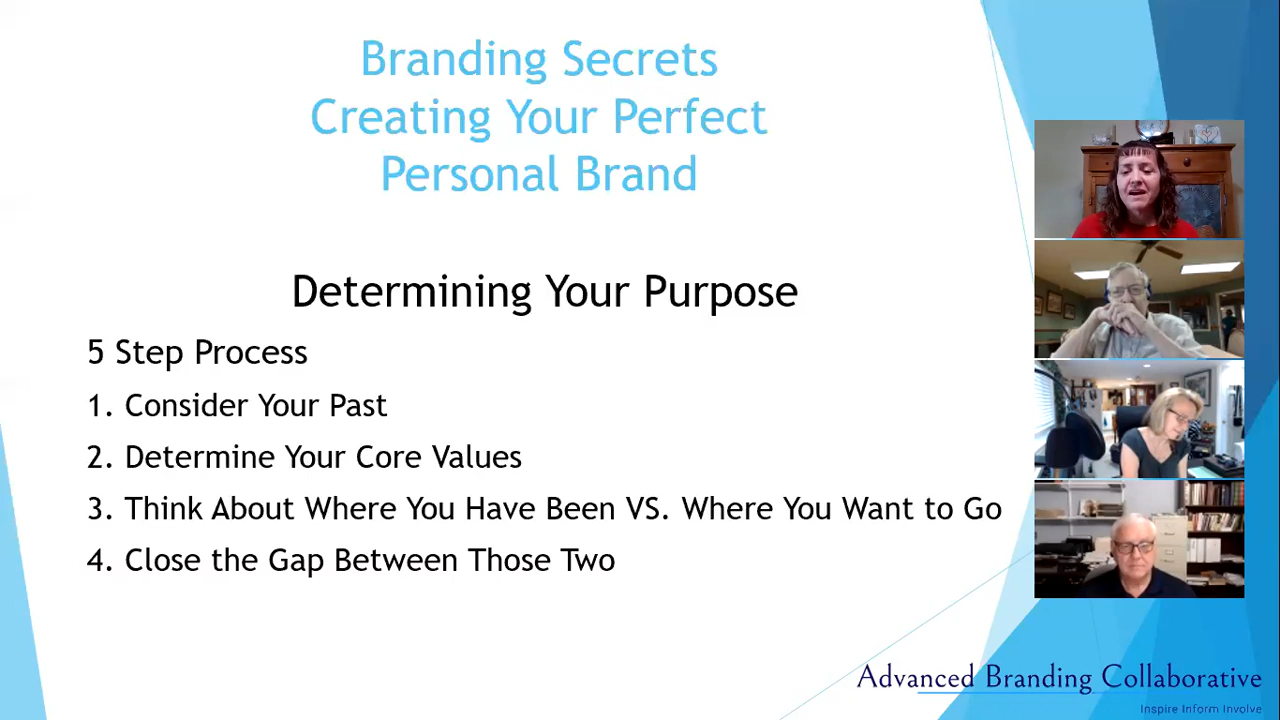 Branding Secrets
Creating Your Perfect
Personal Brand
Determining Your Purpose
5 Step Process
1. Consider Your Past
2. Determine Your Core Values
3. Think About Where You Have Been VS. Where You Want to Go
4. Close the Gap Between Those Two
Advanced Branding Collaborative
Inspire Inform Involve